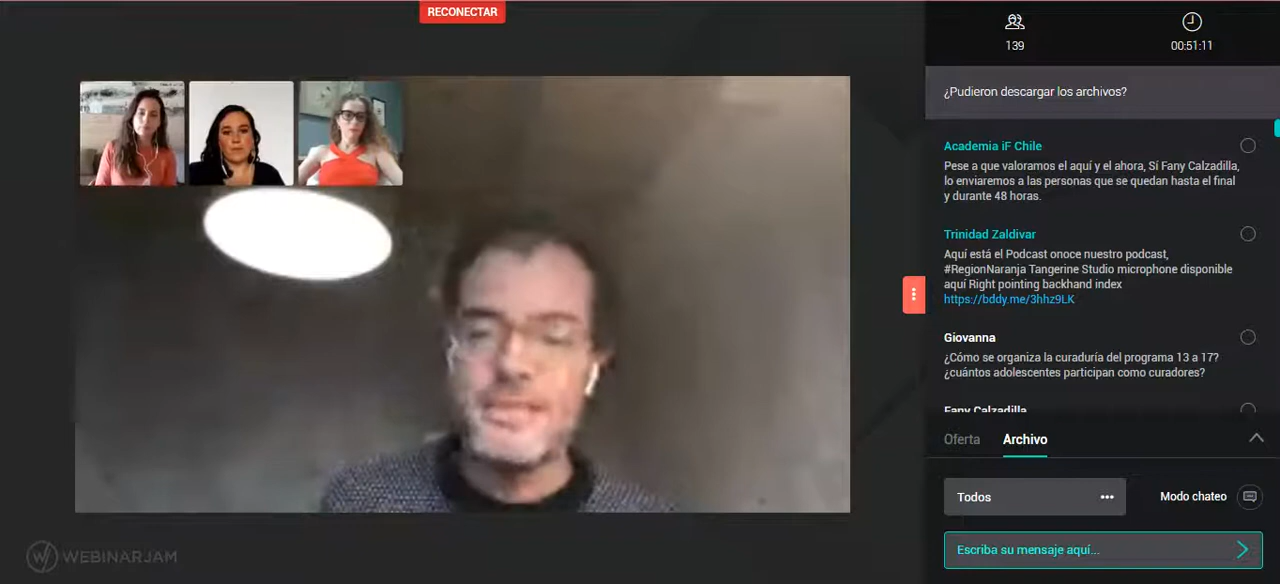 RECONECTAR
139
00:51:11
¿Pudieron descargar los archivos?
Academia iF Chile
Pese a que valoramos el aquí y el ahora, Sí Fany Calzadilla,
lo enviaremos a las personas que se quedan hasta el final
y durante 48 horas.
Trinidad Zaldivar
Aquí está el Podcast onoce nuestro podcast,
#RegionNaranja Tangerine Studio microphone disponible
aquí Right pointing backhand index
https://bddy.me/3hhz9LK
Giovanna
¿Cómo se organiza la curaduría del programa 13 a 17?
¿cuántos adolescentes participan como curadores?
Fany Calzadilla
Oferta Archivo
Todos
Modo chateo
Escriba su mensaje aquí...
WEBINARJAM